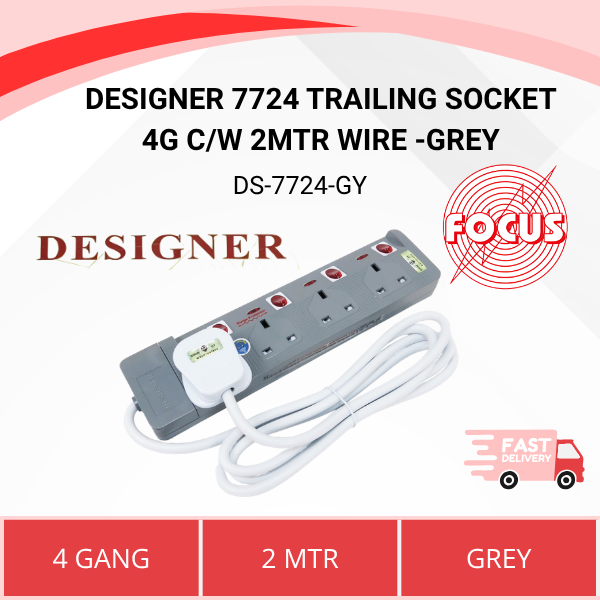 DESIGNER 7724 TRAILING SOCKET
4G C/W 2MTR WIRE -GREY
DS-7724-GY
FOCUS
DESIGNER
FAST
DELIVERY
4 GANG
2 MTR
GREY